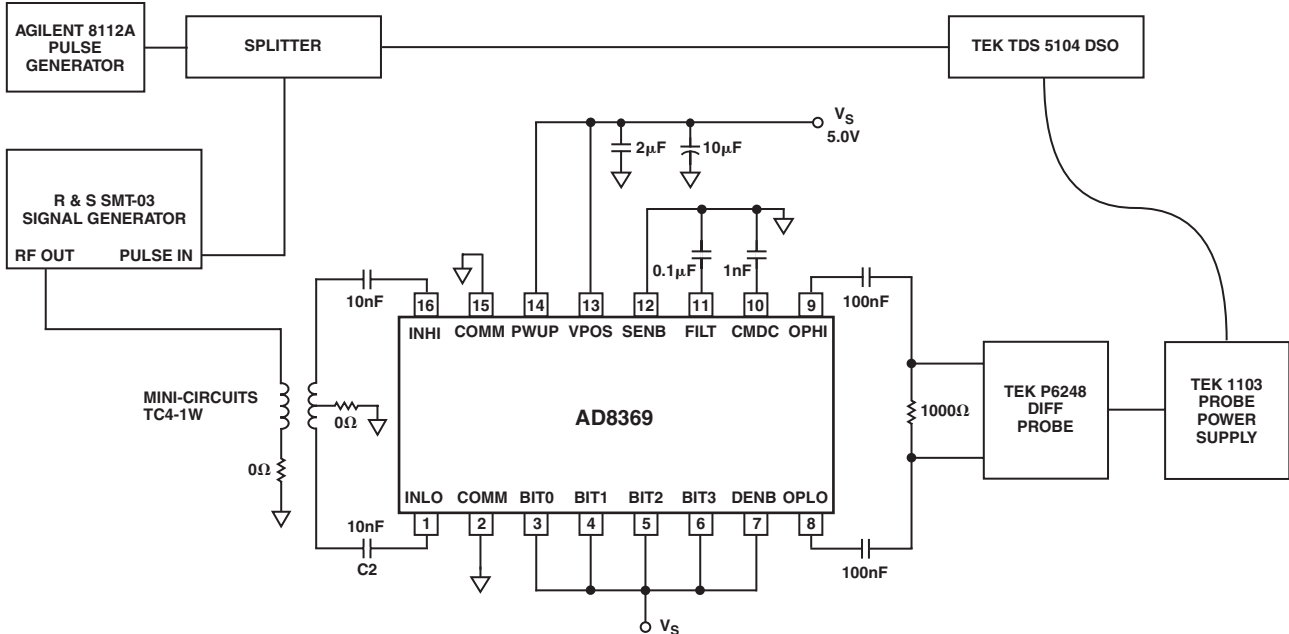 AGILENT 8112A
PULSE
GENERATOR
SPLITTER
TEK TDS 5104 DSO
VS
5.0V
2µF
10µF
R & S SMT-03
SIGNAL GENERATOR
RF OUT
PULSE IN
10nF
0.1µF
1nF
100nF
16
15
14
13
12
11
10
9
INHI
COMM
PWUP
VPOS
SENB
FILT
CMDC
OPHI
MINI-CIRCUITS
TC4-1W
0Ω
0Ω
AD8369
1000Ω
TEK P6248
DIFF
PROBE
TEK 1103
PROBE
POWER
SUPPLY
INLO
COMM
BIT0
BIT1
BIT2
BIT3
DENB
OPLO
1
2
3
4
5
6
7
8
10nF
C2
100nF
VS